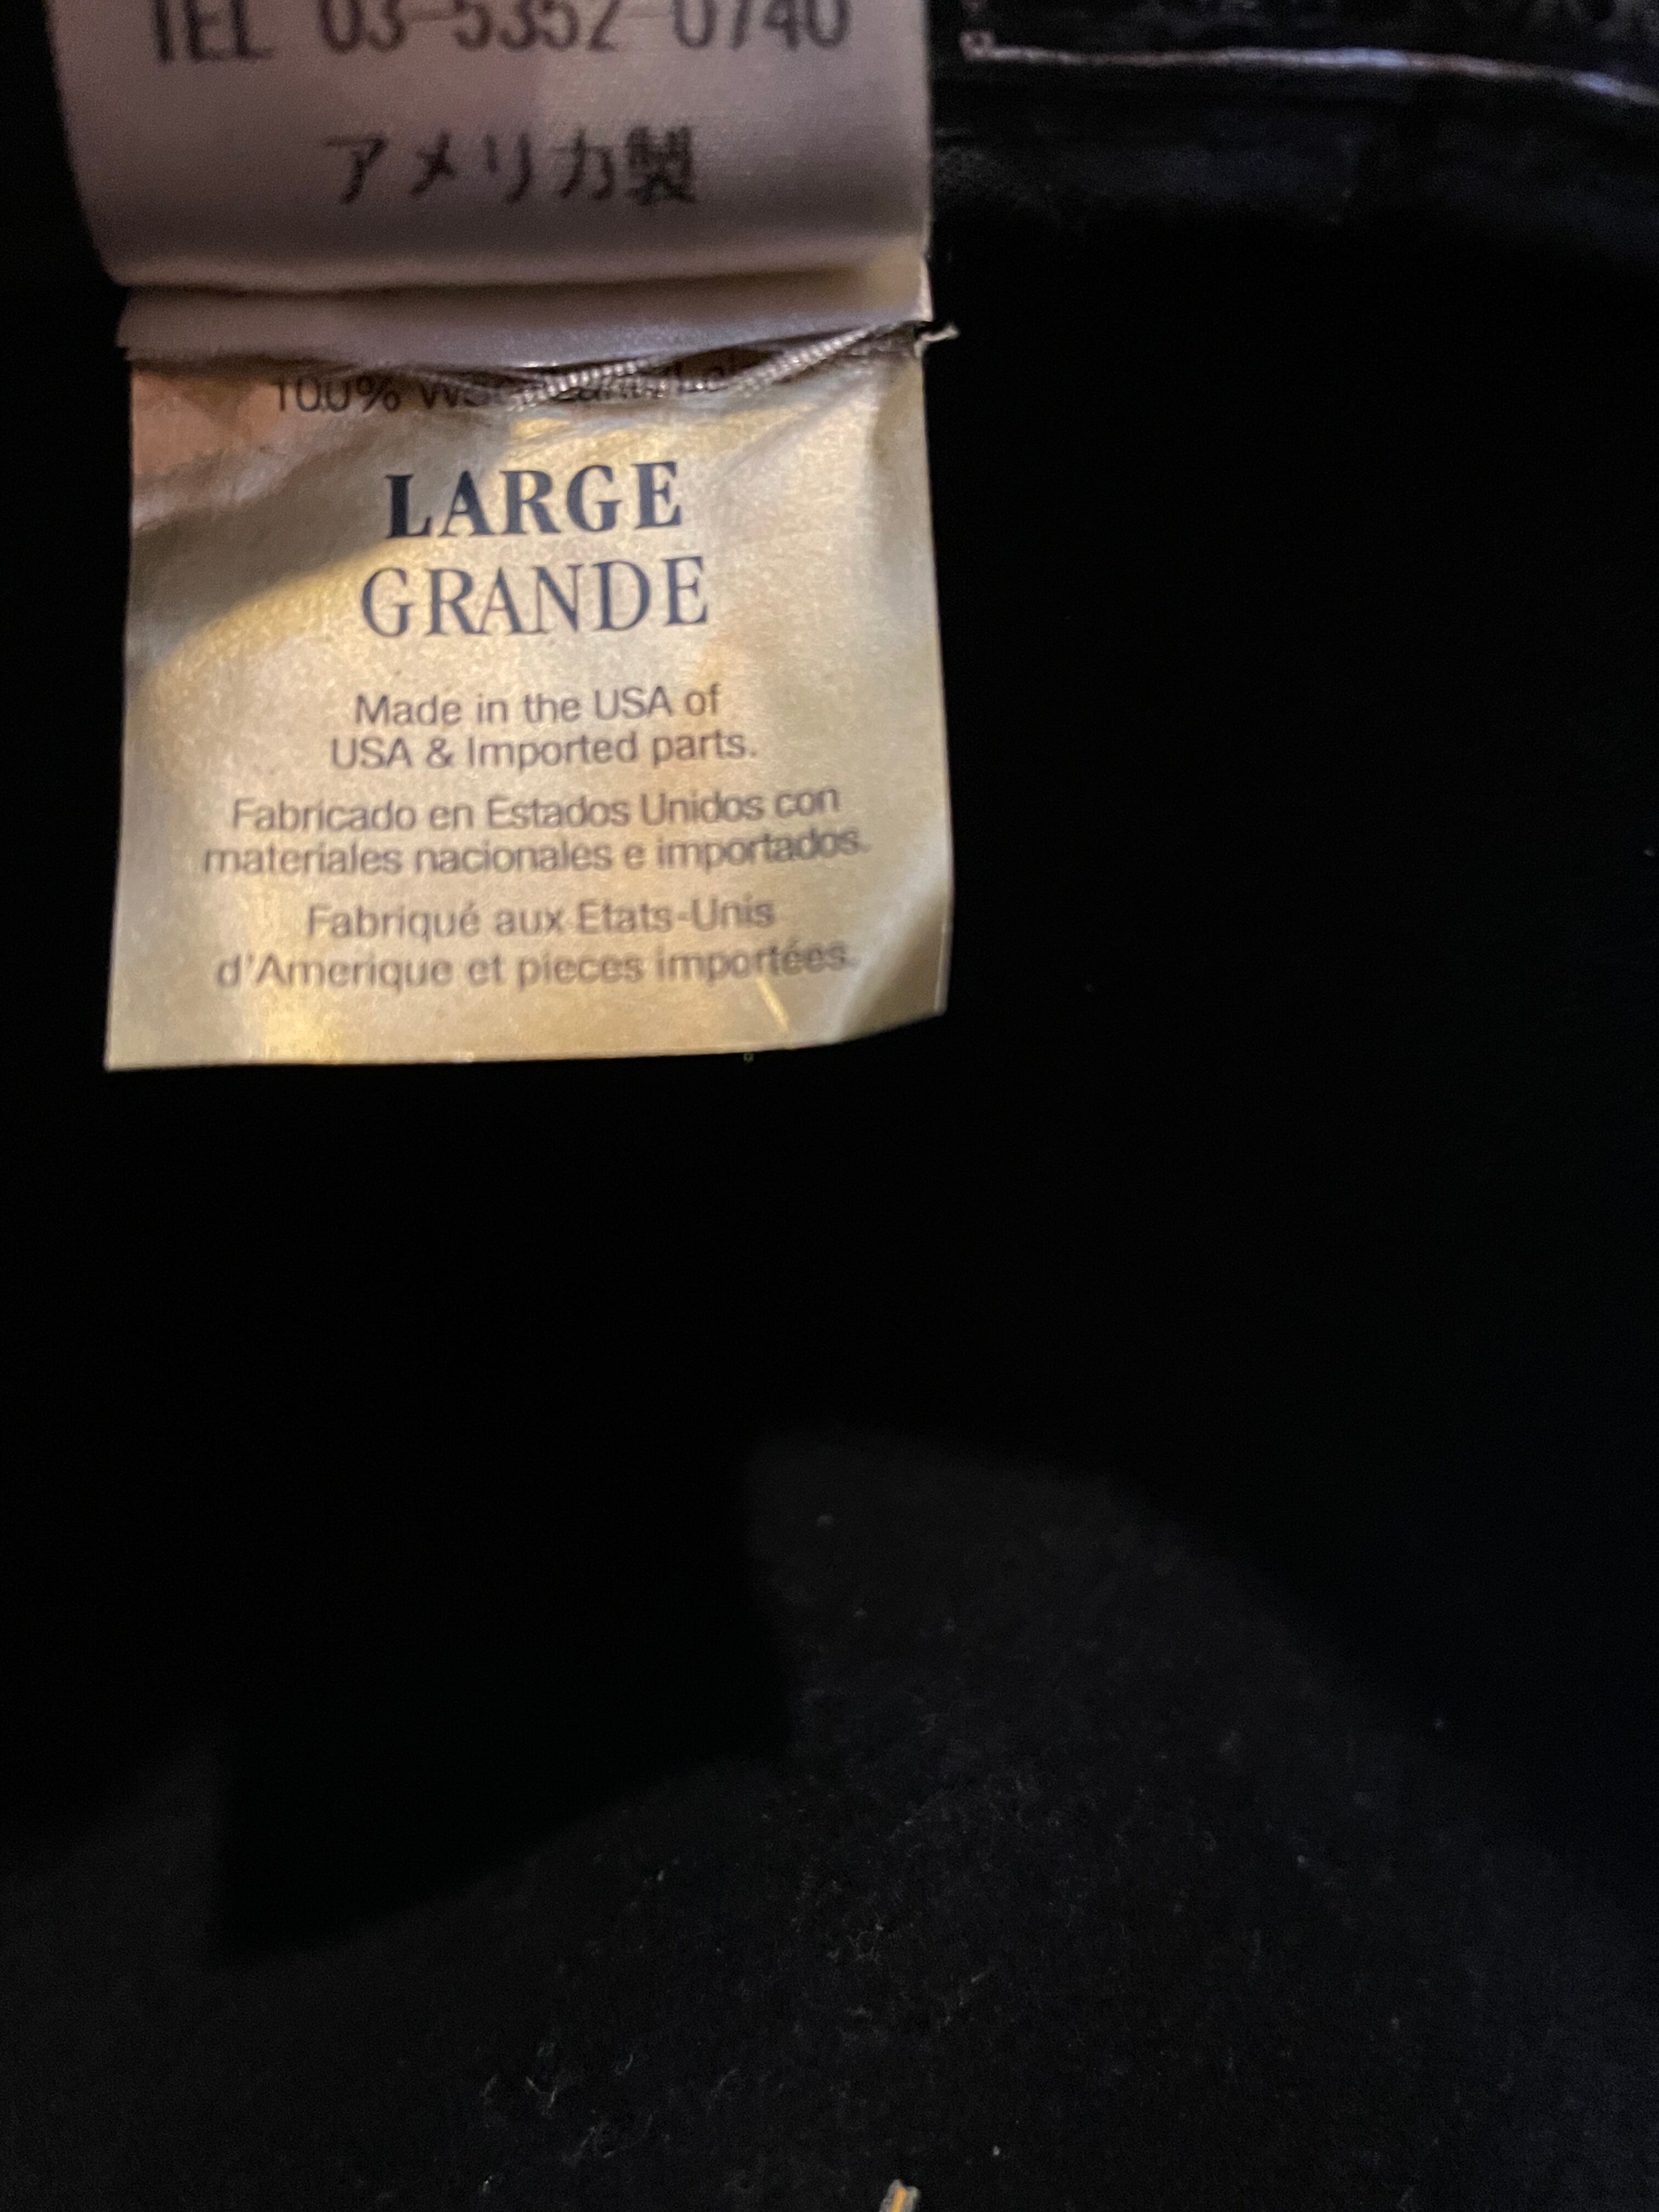 TEL 03-5352-0740
アメリカ製
100%
LARGE
GRANDE
Made in the USA of
USA & Imported parts.
Fabricado en Estados Unidos con
materiales nacionales e importados.
Fabriqué aux Etats-Unis
d'Amerique et pieces importées.